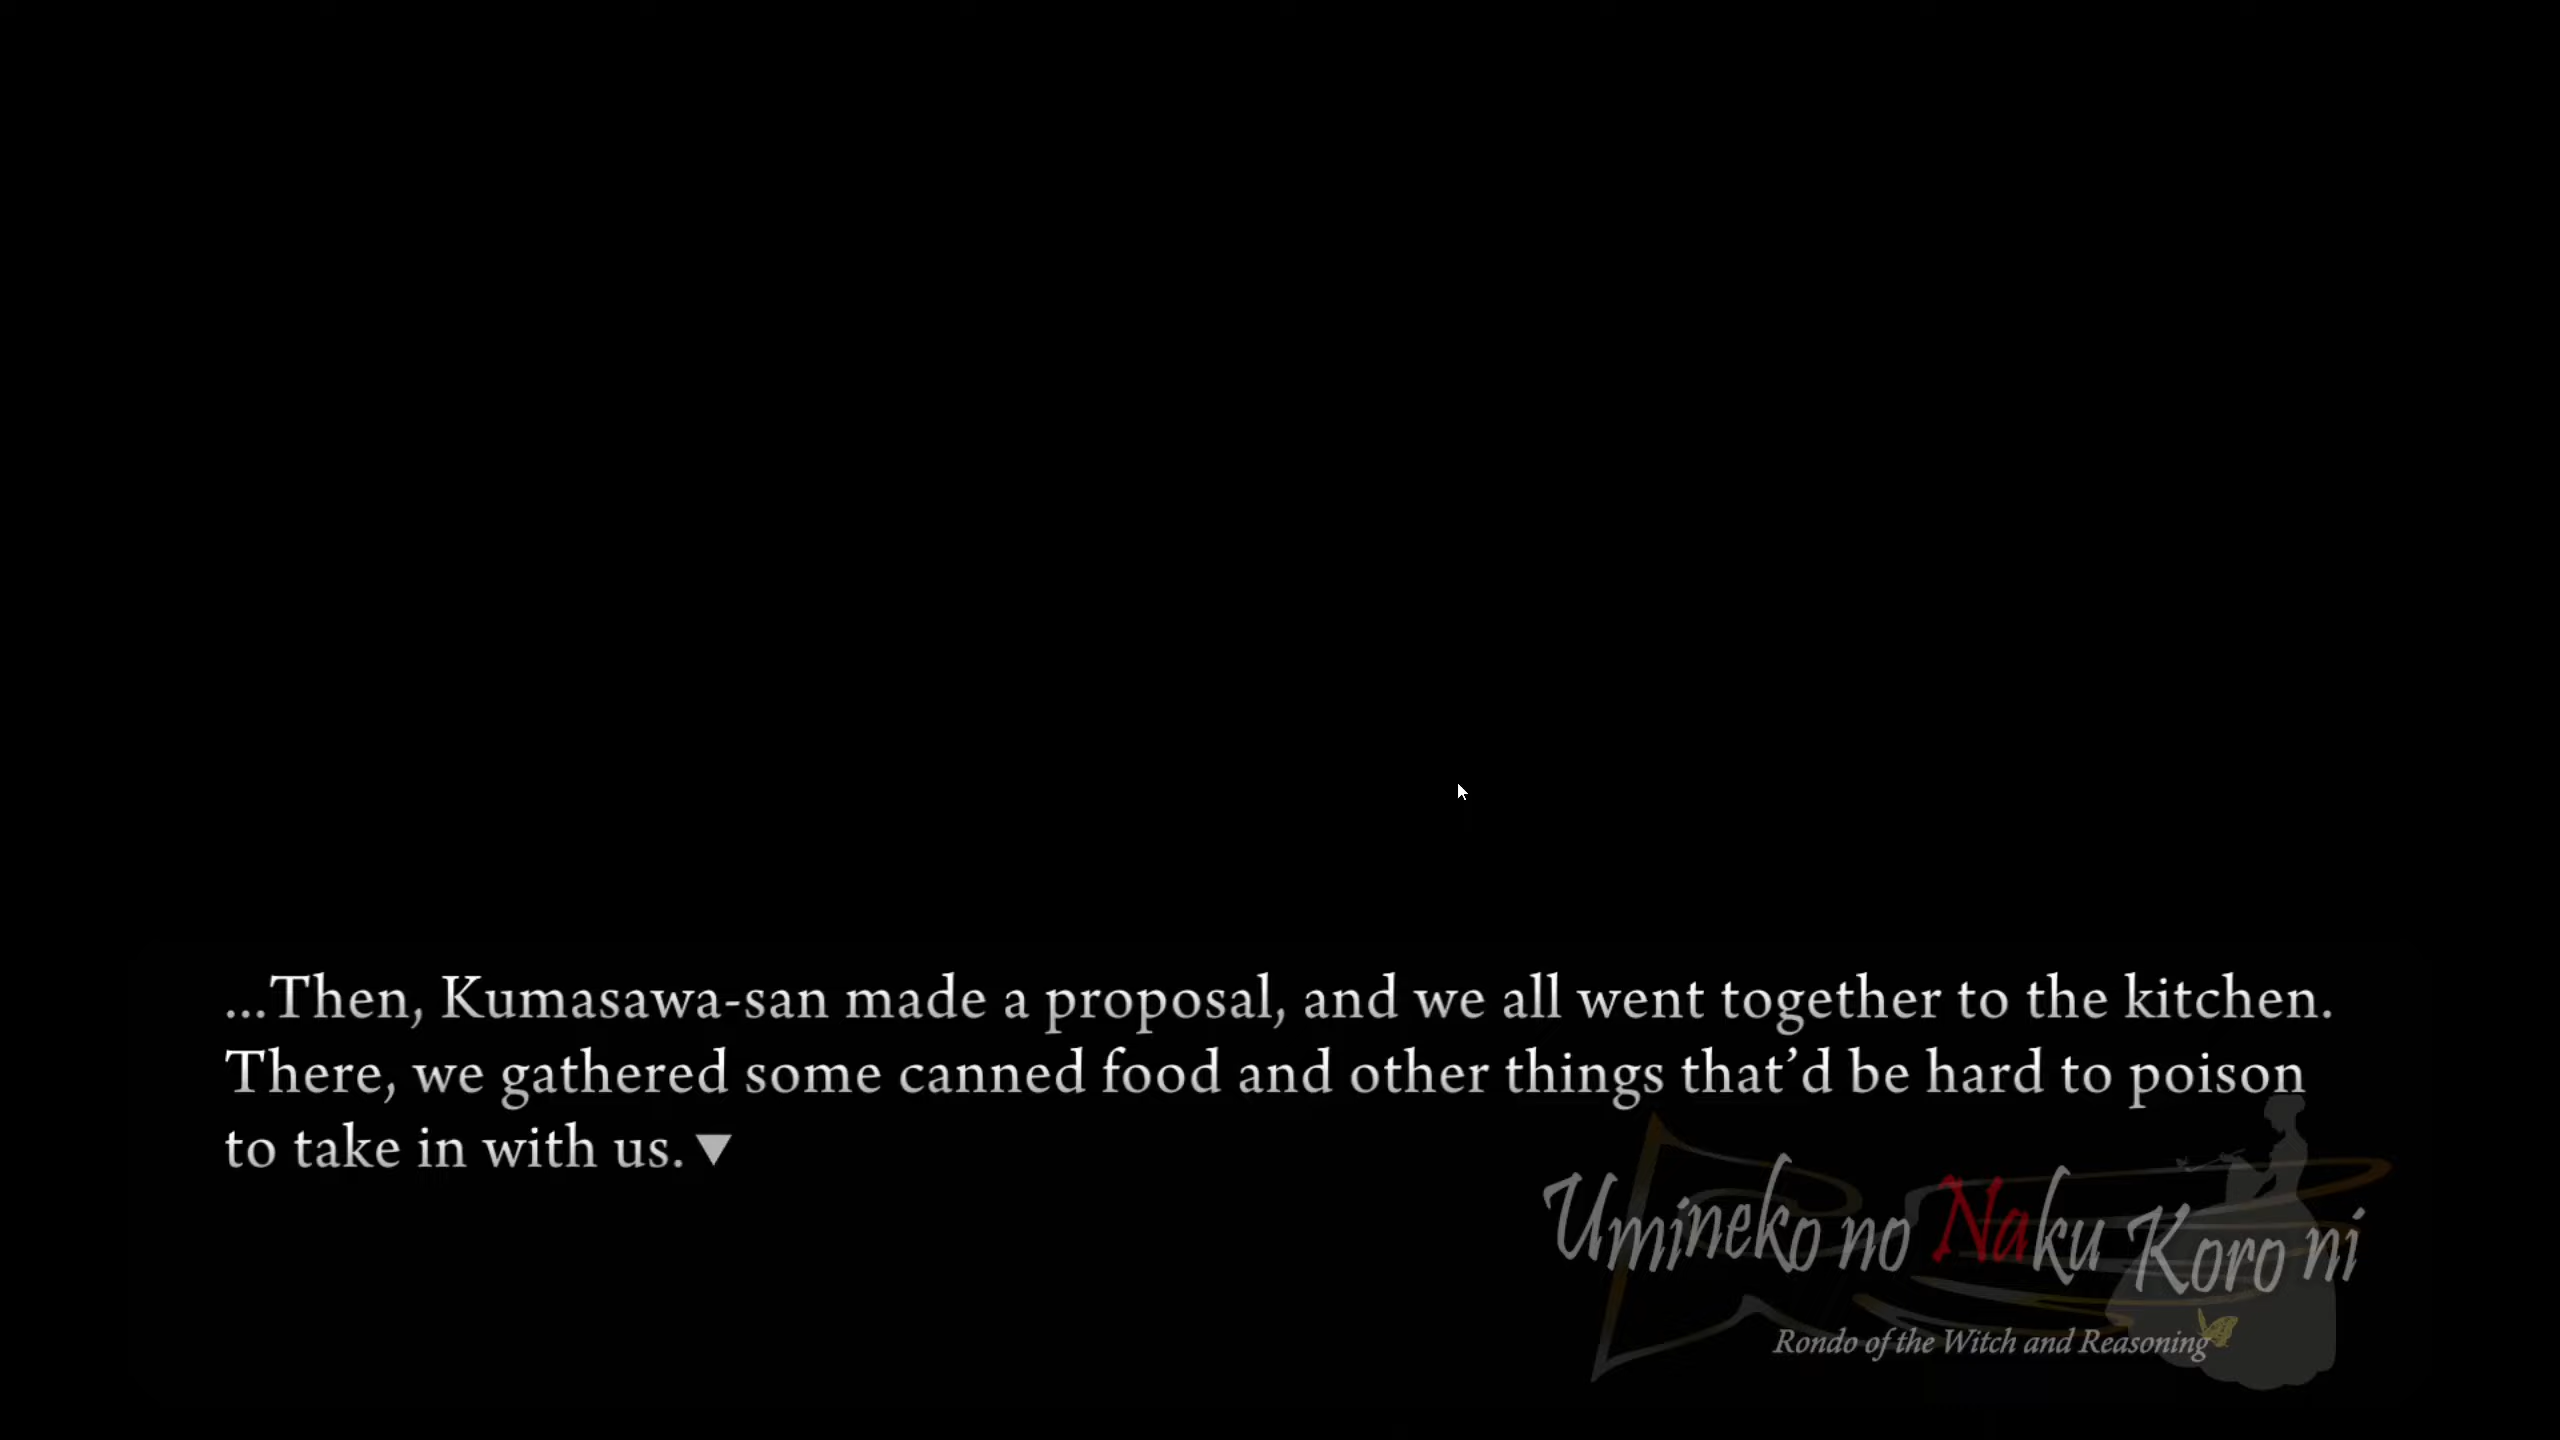 ...Then, Kumasawa-san made a proposal, and we all went together to the kitchen.
There, we gathered some canned food and other things that’d be hard to poison
to take in with us.
Umineko no Naku Koro ni
Rondo of the Witch and Reasoning